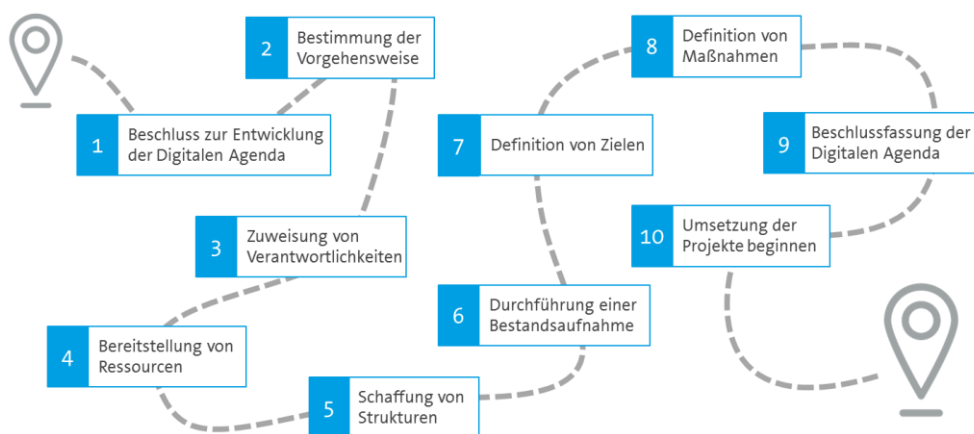 1
Beschluss zur Entwicklung
der Digitalen Agenda
2
Bestimmung der
Vorgehensweise
3
Zuweisung von
Verantwortlichkeiten
4
Bereitstellung von
Ressourcen
5
Schaffung von
Strukturen
6
Durchführung einer
Bestandsaufnahme
7
Definition von Zielen
8
Definition von
Maßnahmen
9
Beschlussfassung der
Digitalen Agenda
10
Umsetzung der
Projekte beginnen